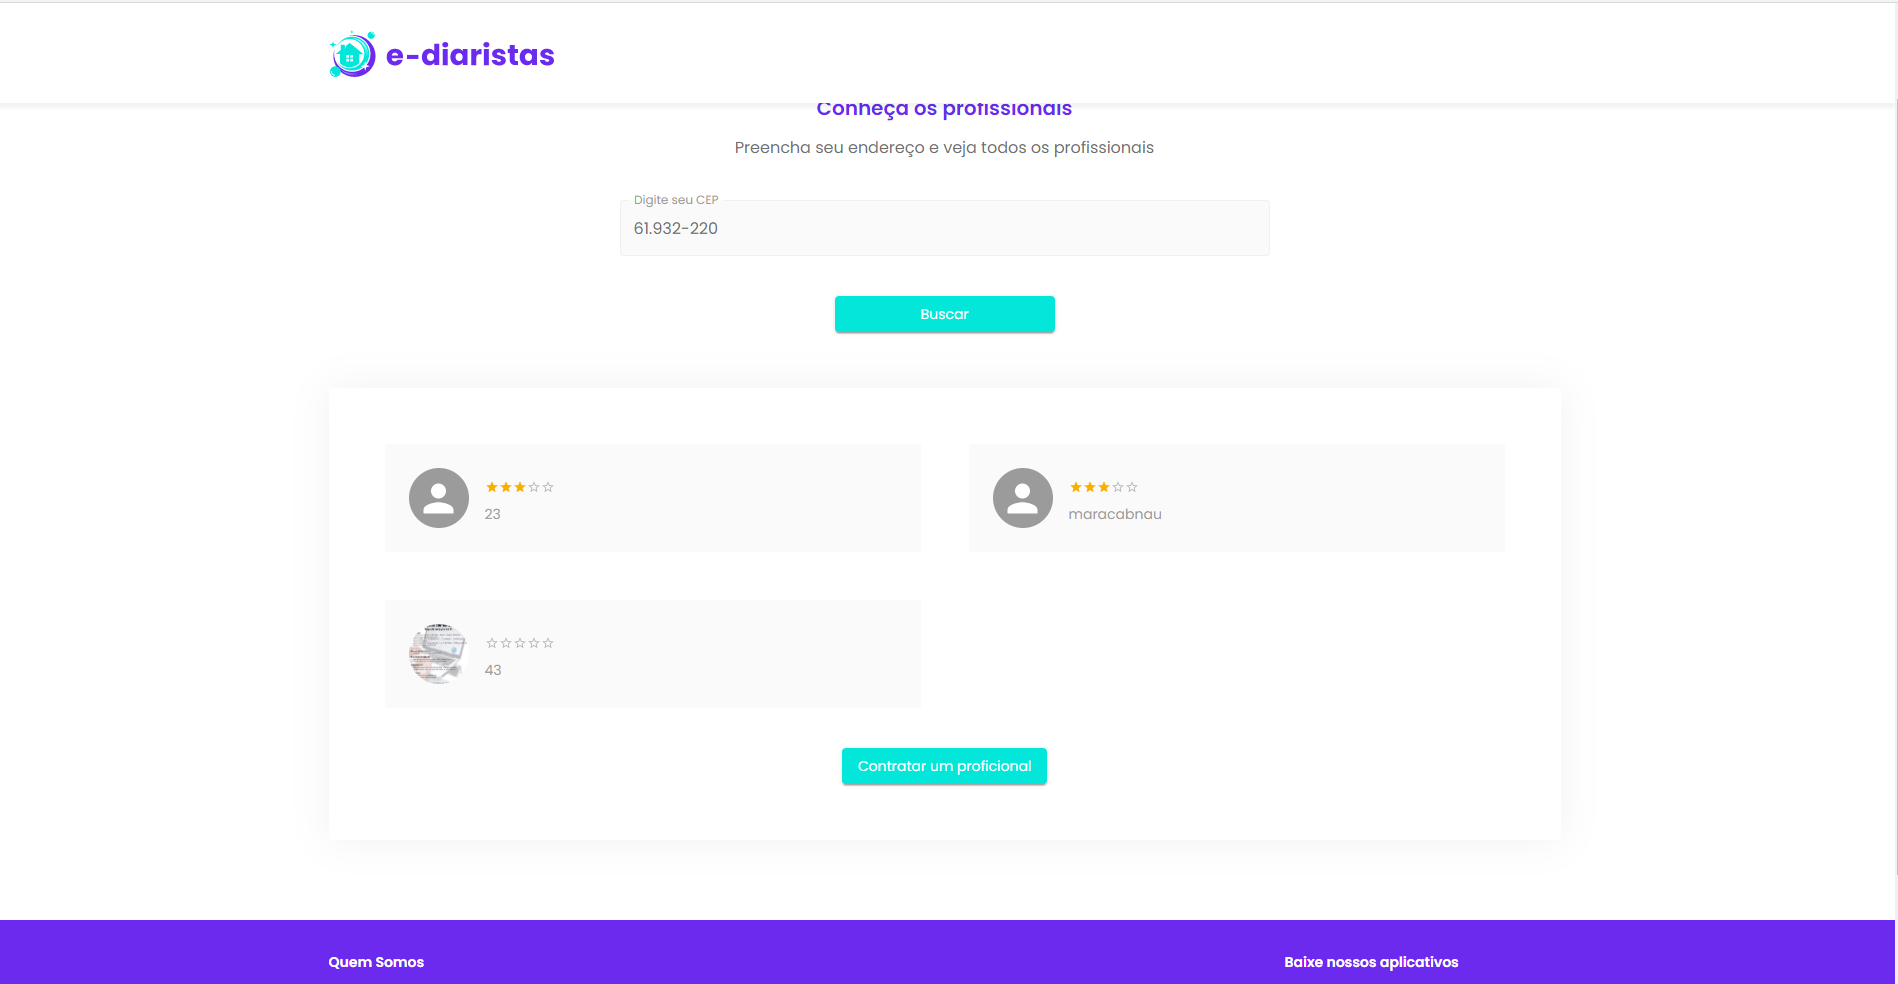 e-diaristas
Conheça os profissionais
Preencha seu endereço e veja todos os profissionais
Digite seu CEP
61.932-220
Buscar
23
maracabnau
43
Contratar um proficional
Quem Somos
Baixe nossos aplicativos